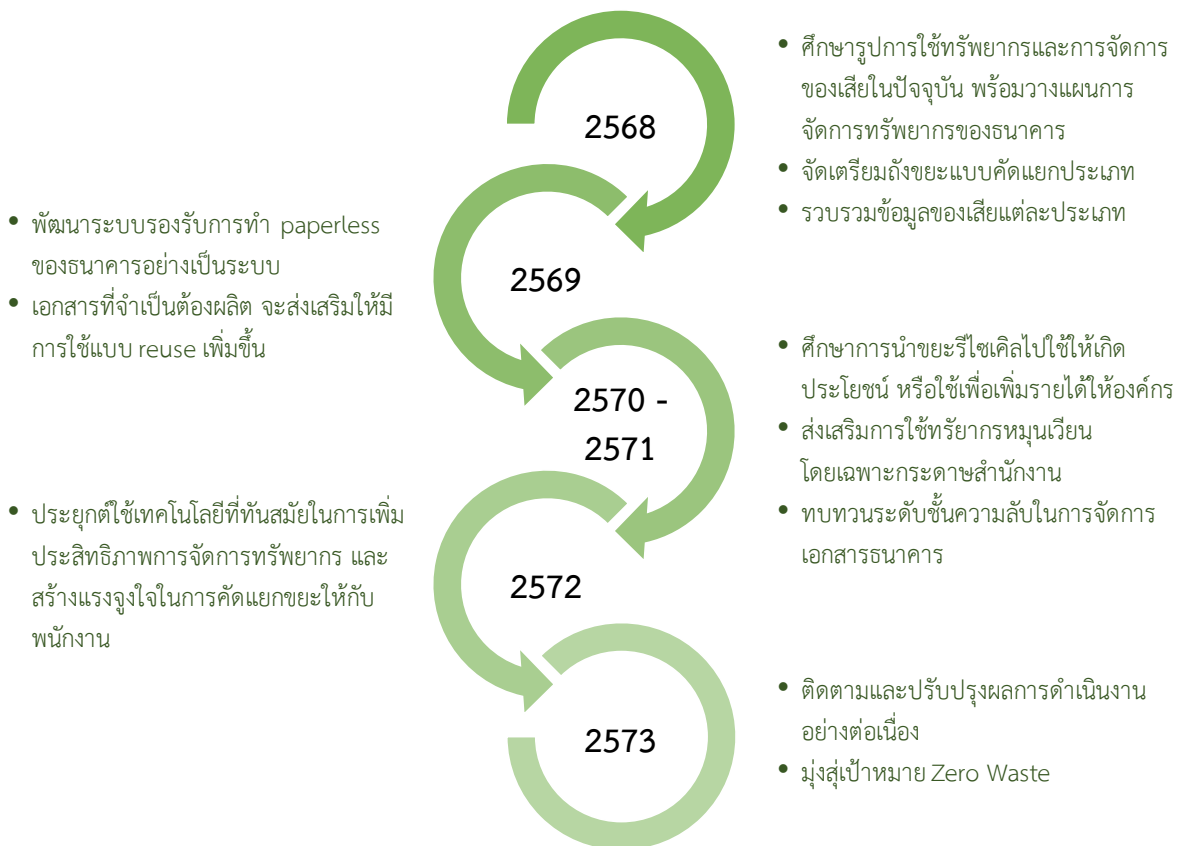 2568
• ศึกษารูปการใช้ทรัพยากรและการจัดการ
ของเสียในปัจจุบัน พร้อมวางแผนการ
จัดการทรัพยากรของธนาคาร
• จัดเตรียมถังขยะแบบคัดแยกประเภท
• รวบรวมข้อมูลของเสียแต่ละประเภท
2569
• พัฒนาระบบรองรับการทำ paperless
ของธนาคารอย่างเป็นระบบ
• เอกสารที่จำเป็นต้องผลิต จะส่งเสริมให้มี
การใช้แบบ reuse เพิ่มขึ้น
2570 -
2571
• ศึกษาการนำขยะรีไซเคิลไปใช้ให้เกิด
ประโยชน์ หรือใช้เพื่อเพิ่มรายได้ให้องค์กร
• ส่งเสริมการใช้ทรัยากรหมุนเวียน
โดยเฉพาะกระดาษสำนักงาน
• ทบทวนระดับชั้นความลับในการจัดการ
เอกสารธนาคาร
2572
• ประยุกต์ใช้เทคโนโลยีที่ทันสมัยในการเพิ่ม
ประสิทธิภาพการจัดการทรัพยากร และ
สร้างแรงจูงใจในการคัดแยกขยะให้กับ
พนักงาน
2573
• ติดตามและปรับปรุงผลการดำเนินงาน
อย่างต่อเนื่อง
• มุ่งสู่เป้าหมาย Zero Waste